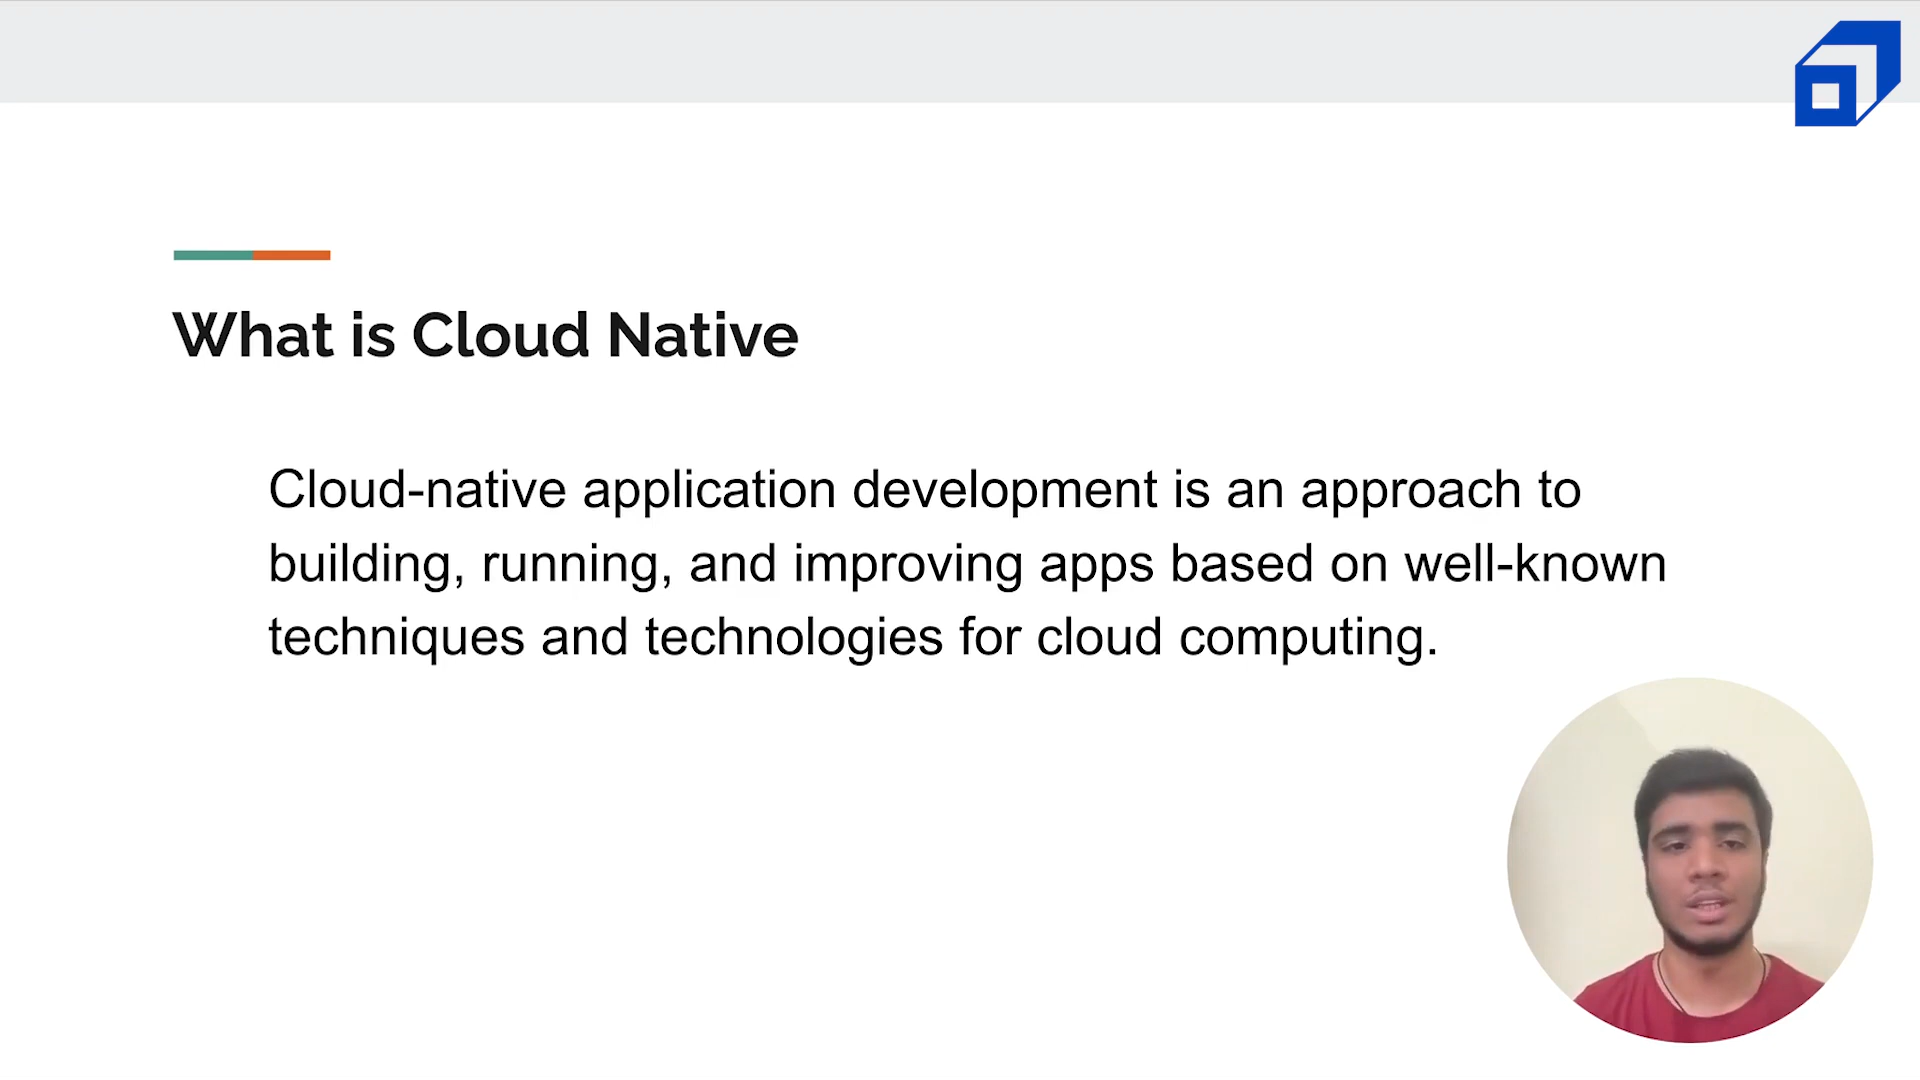 What is Cloud Native
Cloud-native application development is an approach to
building, running, and improving apps based on well-known
techniques and technologies for cloud computing.